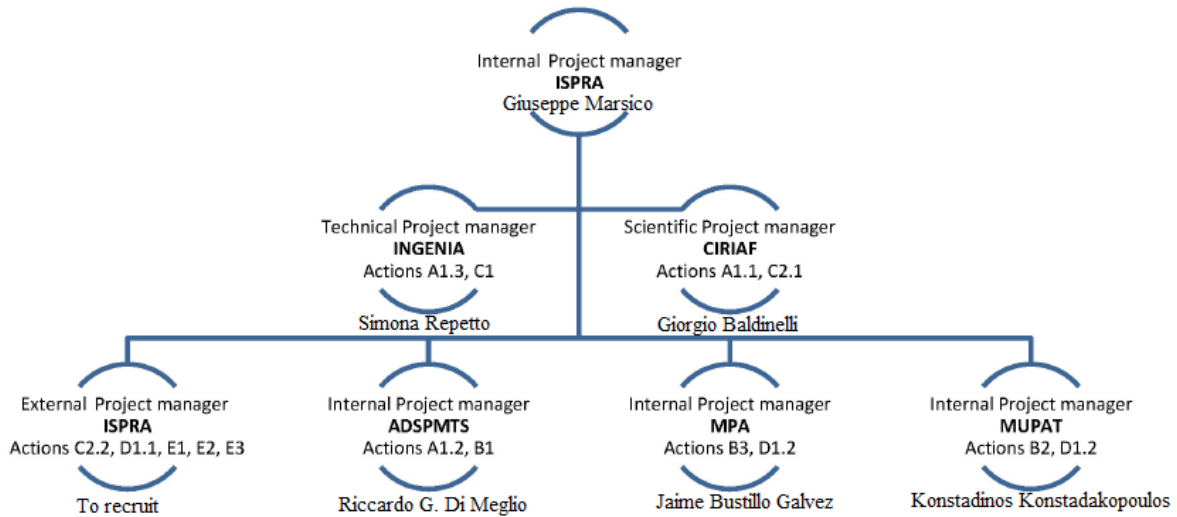 Internal Project manager
ISPRA
Giuseppe Marsico
Technical Project manager
INGENIA
Actions A1.3, C1
Simona Repetto
Scientific Project manager
CIRIAF
Actions A1.1, C2.1
Giorgio Baldinelli
External Project manager
ISPRA
Actions C2.2, D1.1, E1, E2, E3
To recruit
Internal Project manager
ADSPMTS
Actions A1.2, B1
Riccardo G. Di Meglio
Internal Project manager
MPA
Actions B3, D1.2
Jaime Bustillo Galvez
Internal Project manager
MUPAT
Actions B2, D1.2
Konstadinos Konstadakopoulos